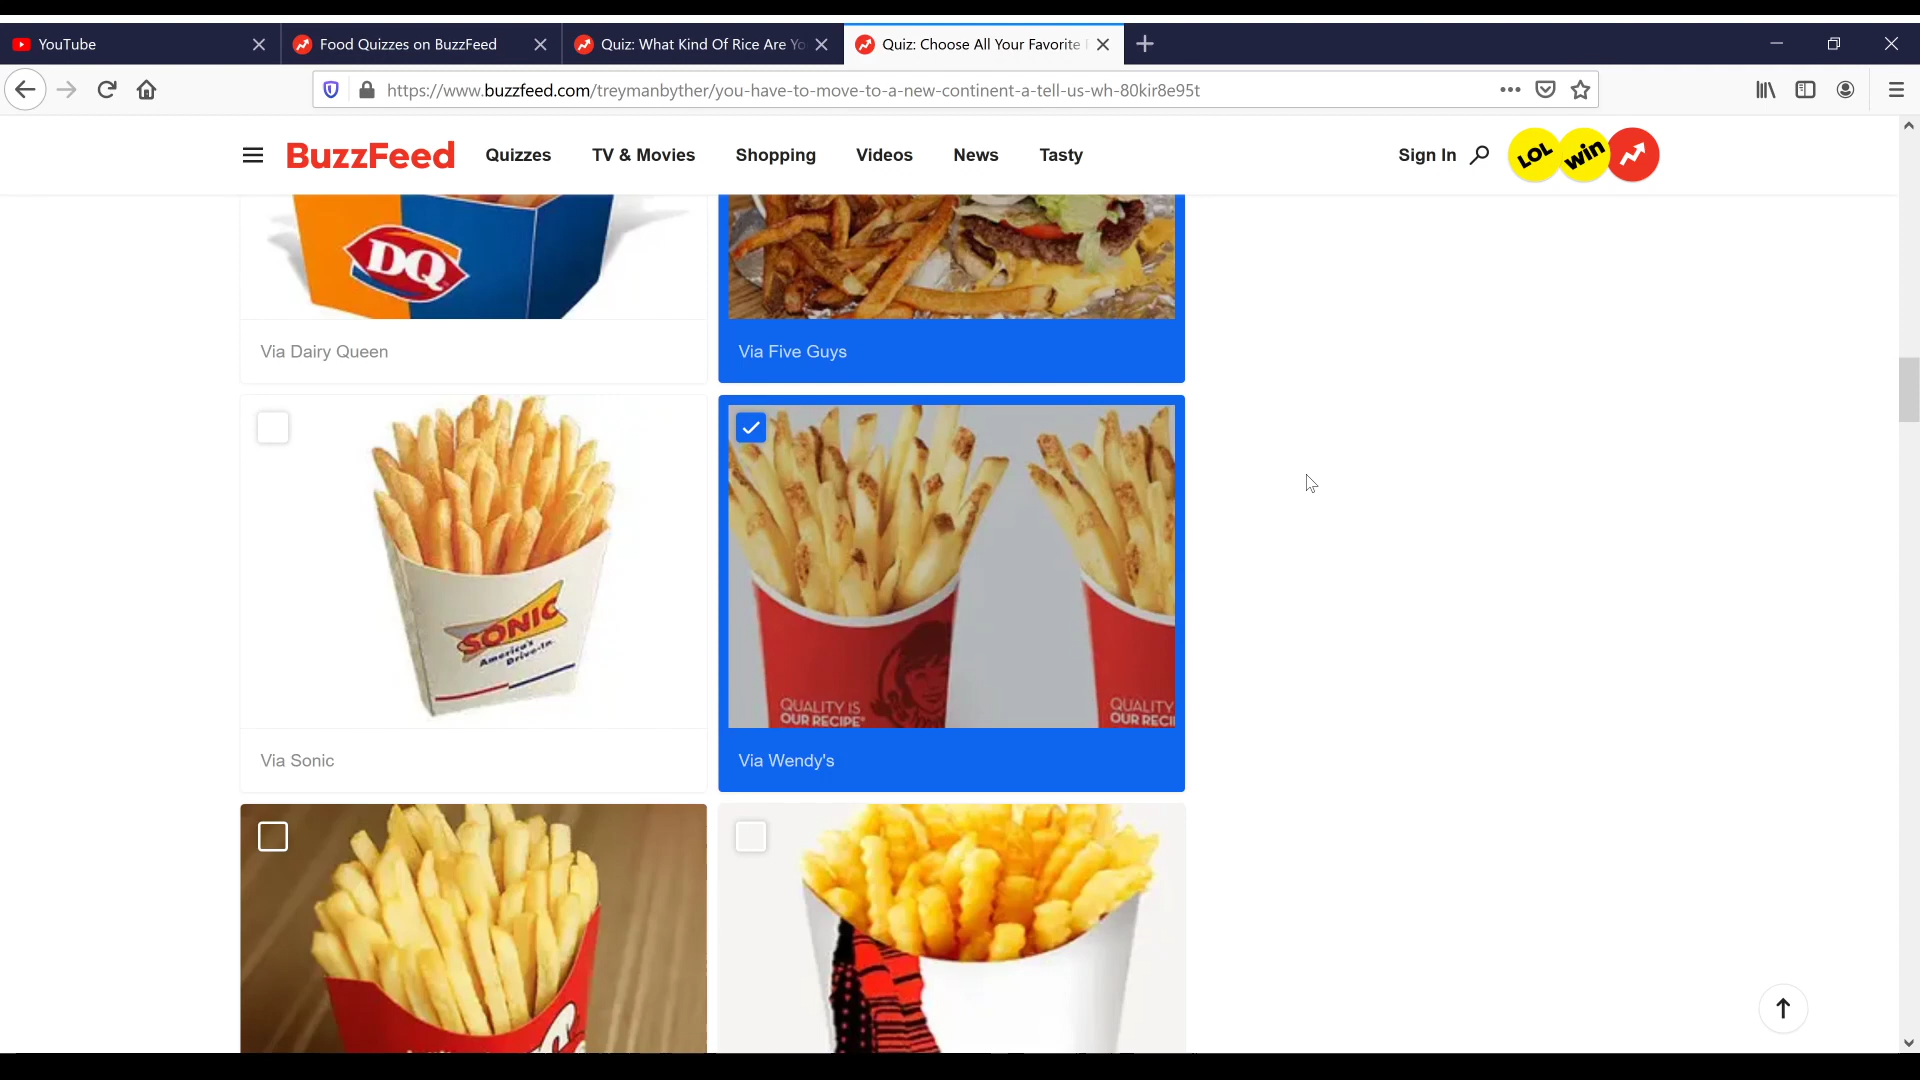 YouTube
Food Quizzes on BuzzFeed
Quiz: What Kind Of Rice Are Yo
Quiz: Choose All Your Favorite
https://www.buzzfeed.com/treymanbyther/you-have-to-move-to-a-new-continent-a-tell-us-wh-80kir8e95t
BuzzFeed
Quizzes
TV & Movies
Shopping
Videos
News
Tasty
Sign In
LOL
win
DQ
Via Dairy Queen
Via Five Guys
SONIC
America's
Drive-In
QUALITY IS
OUR RECIPE
QUALITY
OUR RECI
Via Sonic
Via Wendy's